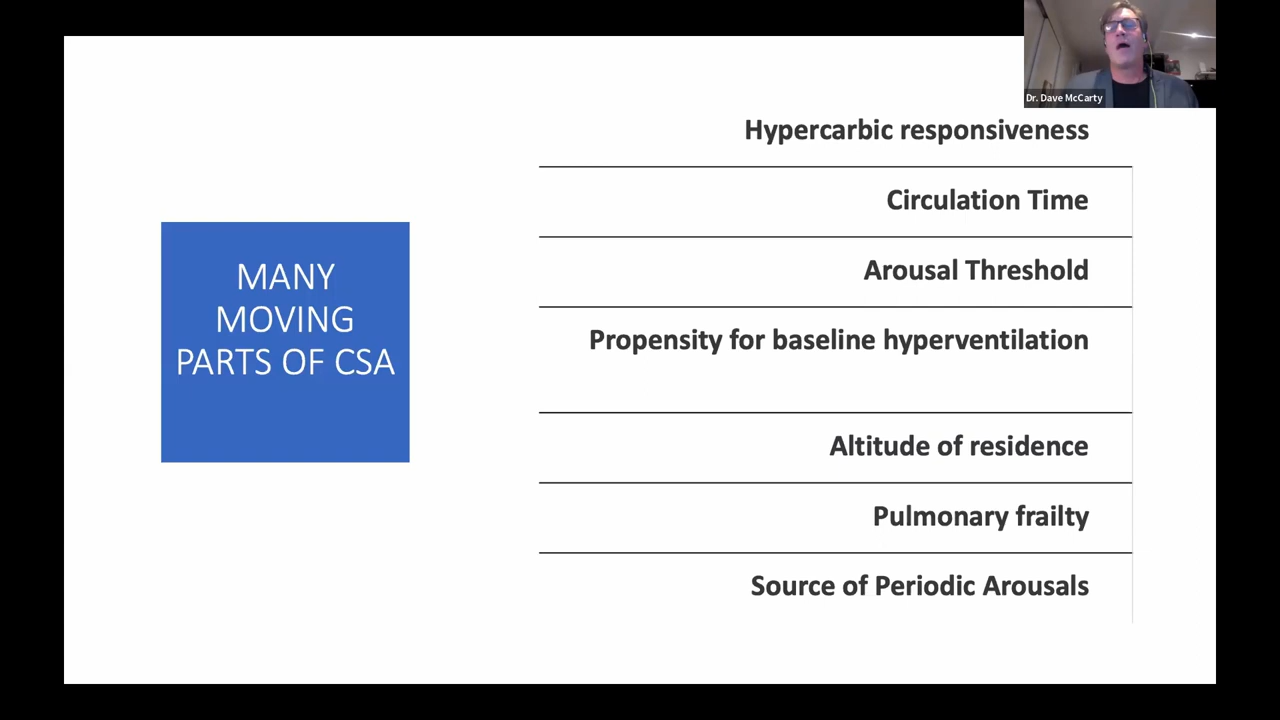 Dr. Dave McCarty
Hypercarbic responsiveness
Circulation Time
Arousal Threshold
Propensity for baseline hyperventilation
Altitude of residence
Pulmonary frailty
Source of Periodic Arousals
MANY
MOVING
PARTS OF CSA